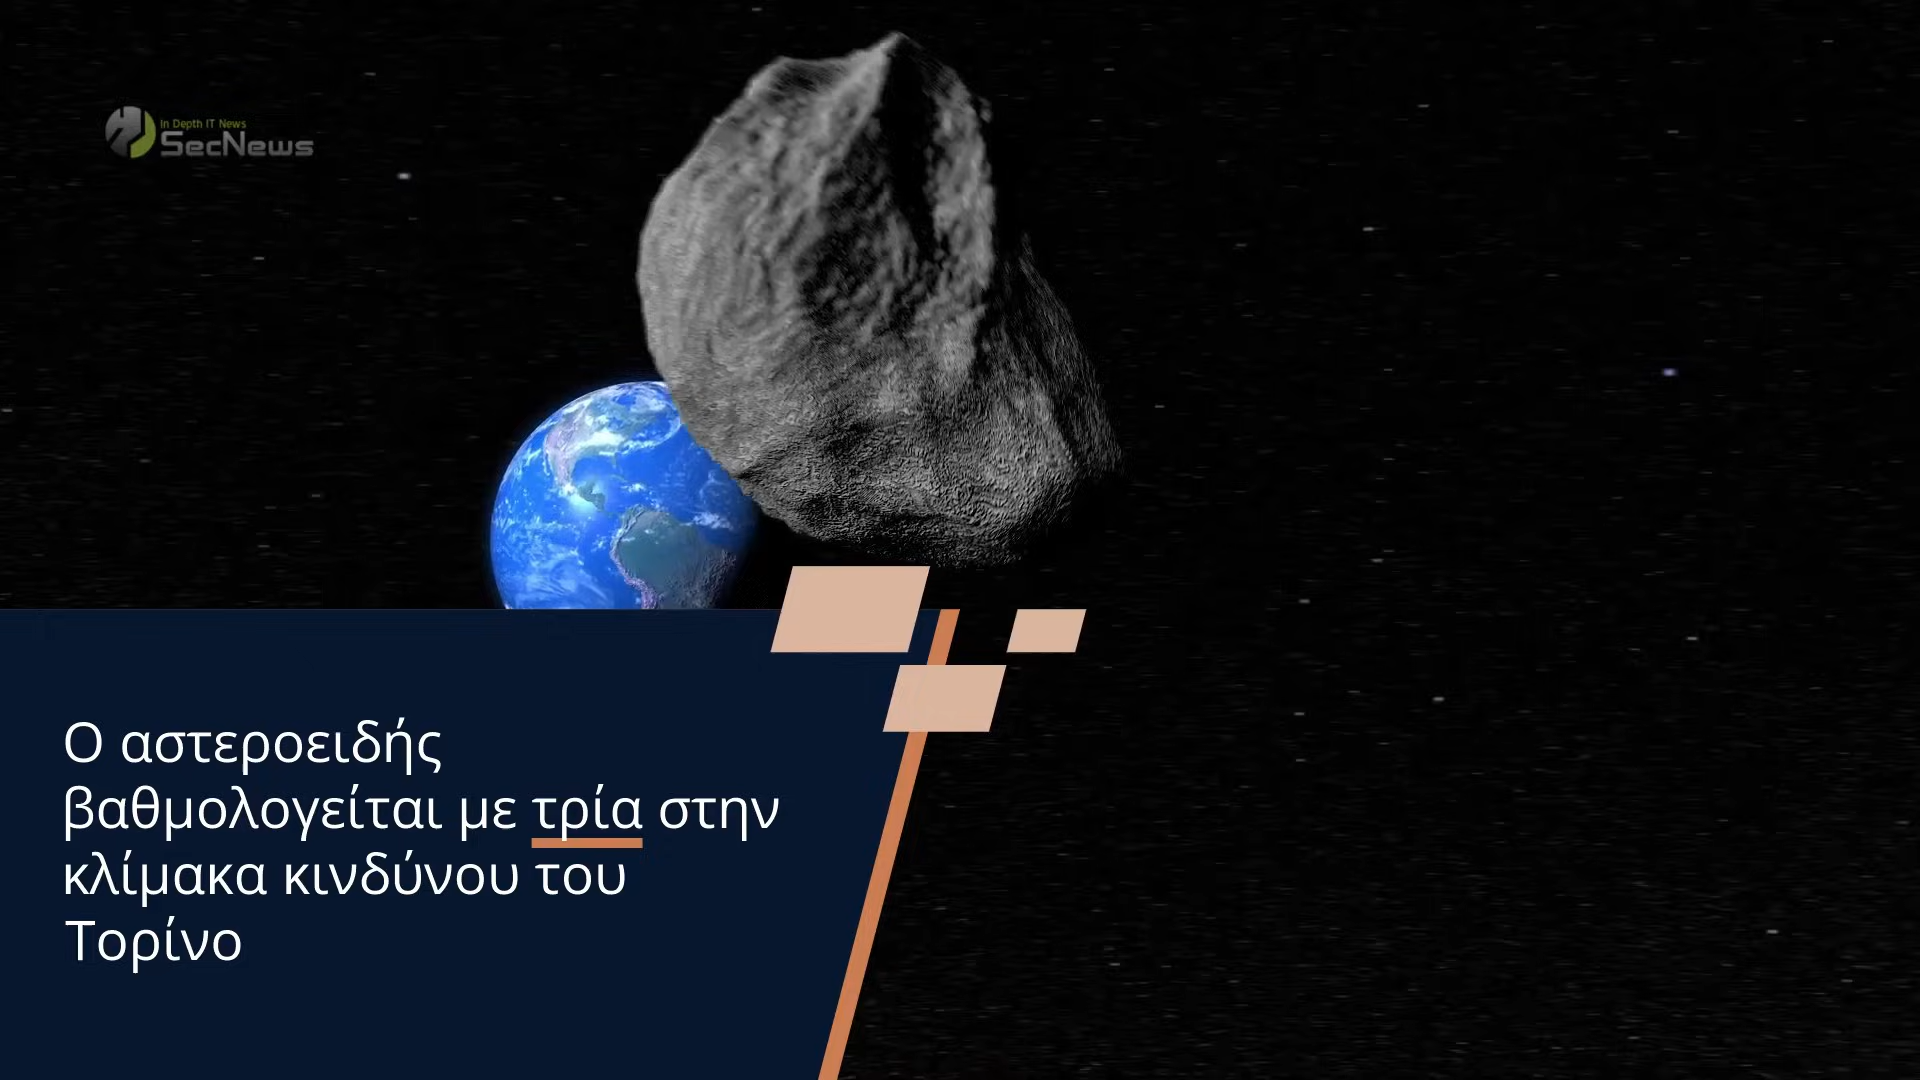 In Depth IT News
SecNews
Ο αστεροειδής
βαθμολογείται με τρία στην
κλίμακα κινδύνου του
Τορίνο